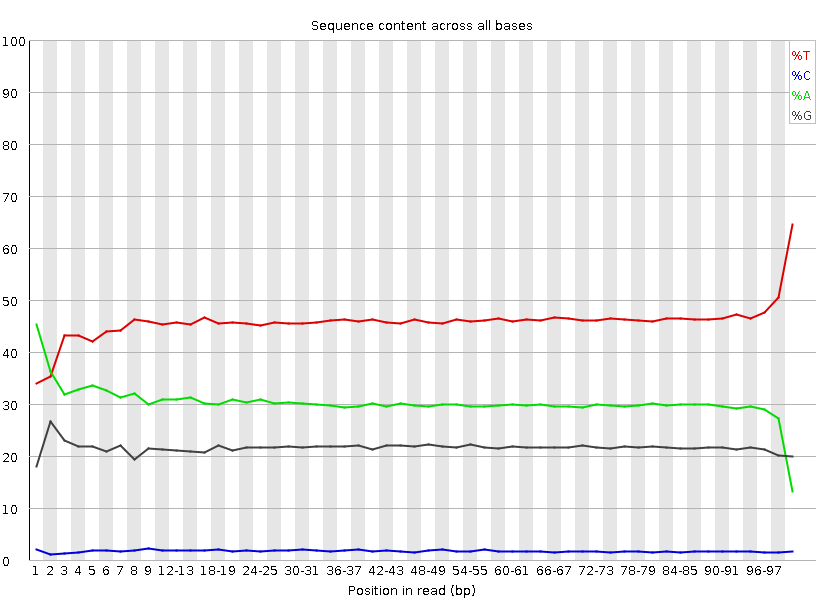 Sequence content across all bases
100
90
80
70
60
50
40
30
20
10
0
%T
%C
%A
%G
1 2 3 4 5 6 7 8 9 12-13 18-19 24-25 30-31 36-37 42-43 48-49 54-55 60-61 66-67 72-73 78-79 84-85 90-91 96-97
Position in read (bp)